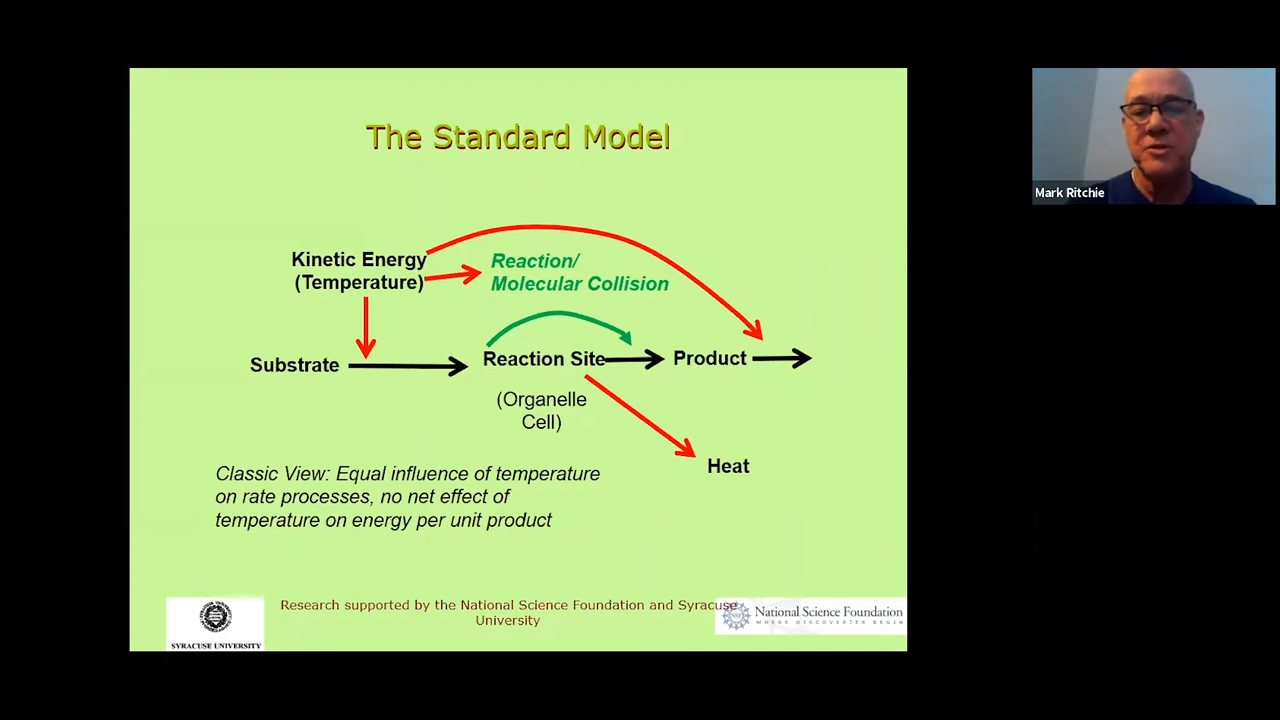 The Standard Model
Mark Ritchie
Kinetic Energy
(Temperature)
Reaction/
Molecular Collision
Substrate
Reaction Site
Product
(Organelle
Cell)
Heat
Classic View: Equal influence of temperature
on rate processes, no net effect of
temperature on energy per unit product
Research supported by the National Science Foundation and Syracuse
University
SYRACUSE UNIVERSITY
NSF
National Science Foundation
WHERE DISCOVERIES BEGIN